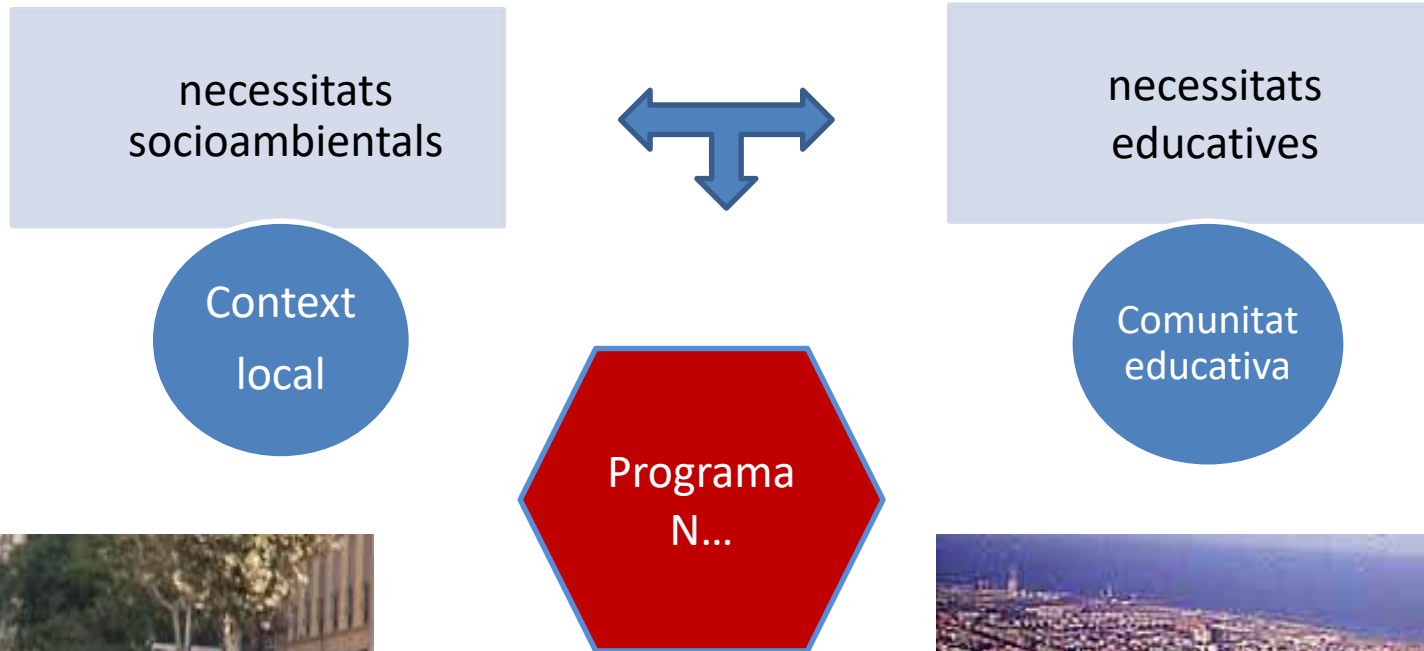 necessitats
socioambientals
necessitats
educatives
Context
local
Comunitat
educativa
Programa
N...